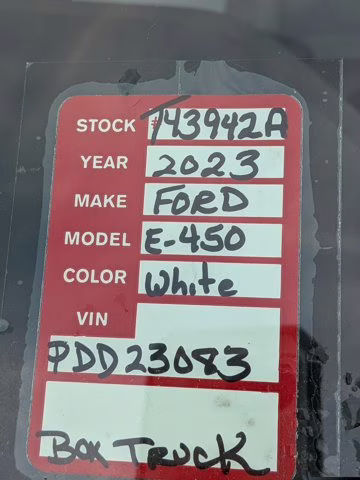 STOCK # T43942A
YEAR 2023
MAKE FORD
MODEL E-450
COLOR White
VIN
PDD23083
BOX TRUCK